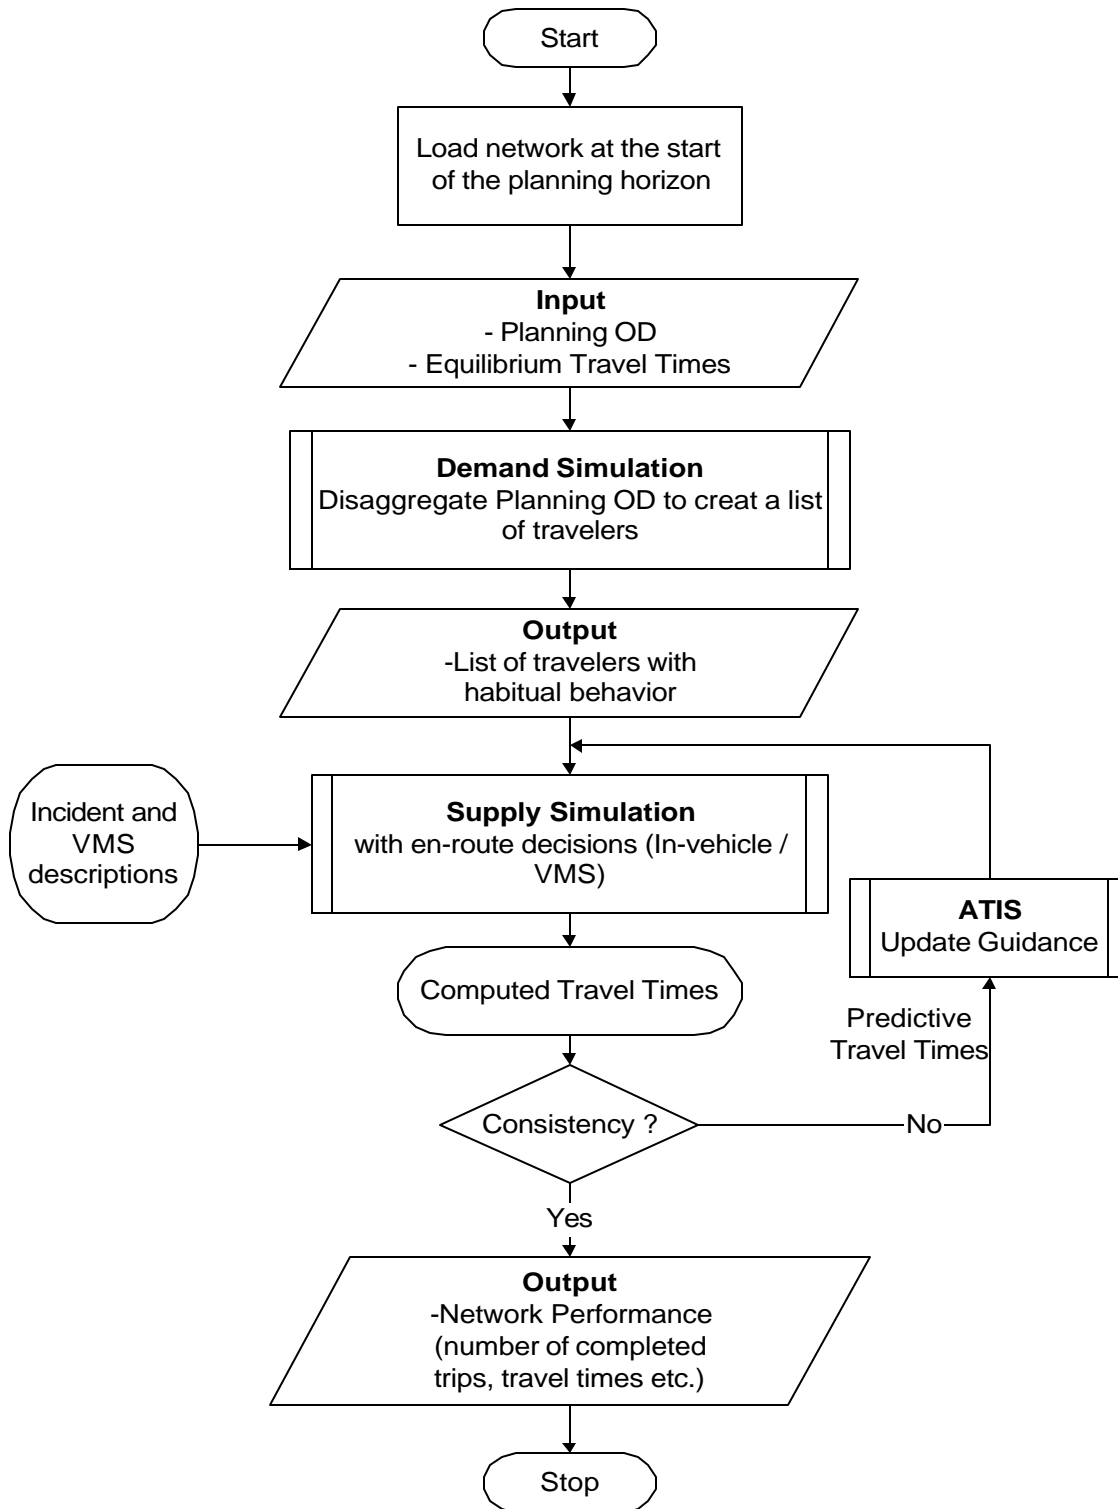 Start
Load network at the start
of the planning horizon
Input
- Planning OD
- Equilibrium Travel Times
Demand Simulation
Disaggregate Planning OD to creat a list
of travelers
Output
-List of travelers with
habitual behavior
Incident and
VMS
descriptions
Supply Simulation
with en-route decisions (In-vehicle /
VMS)
ATIS
Update Guidance
Computed Travel Times
Predictive
Travel Times
Consistency ?
No
Yes
Output
-Network Performance
(number of completed
trips, travel times etc.)
Stop